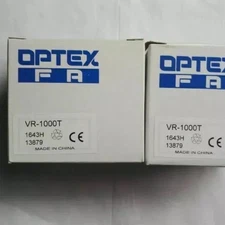 OPTEX
FA
VR-1000T
1643H
13879
CE
MADE IN CHINA
OPTEX
FA
VR-1000T
1643H
13879
MADE IN CHINA